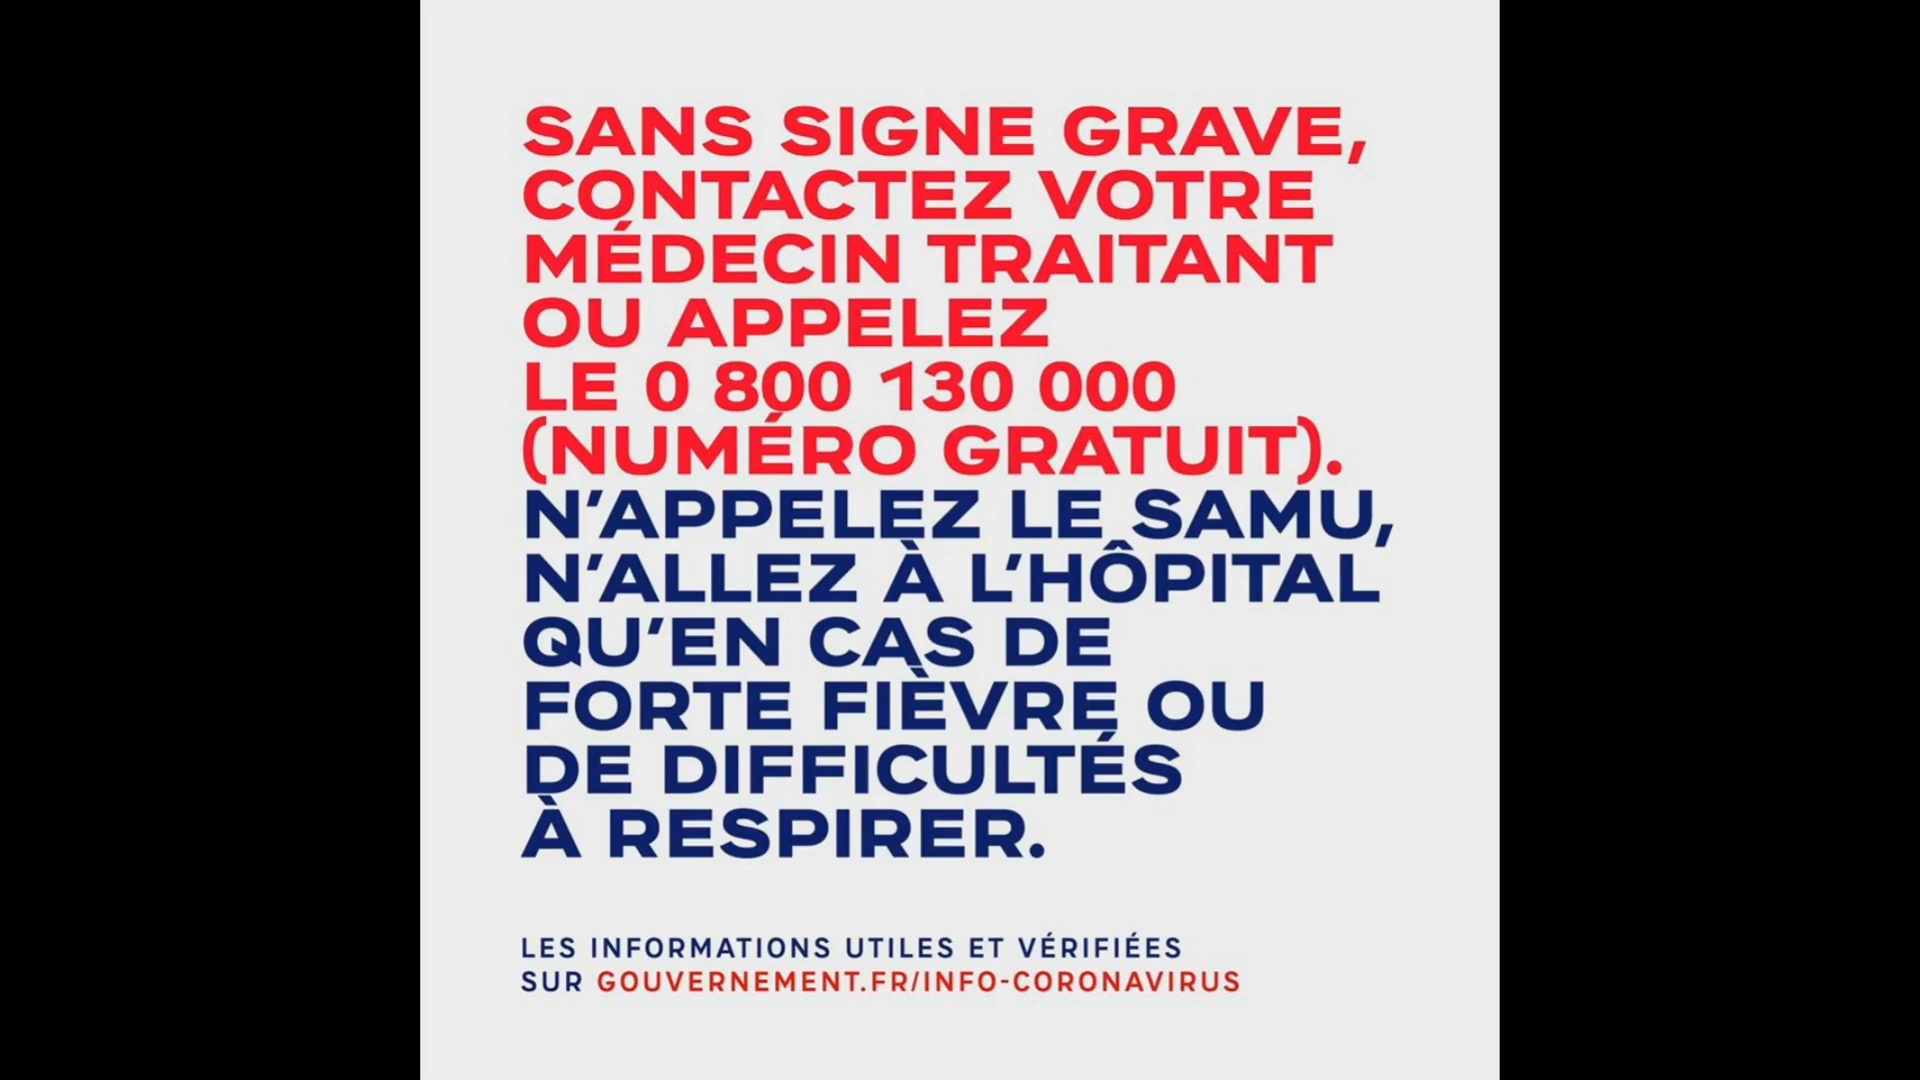 SANS SIGNE GRAVE,
CONTACTEZ VOTRE
MÉDECIN TRAITANT
OU APPELEZ
LE 0 800 130 000
(NUMÉRO GRATUIT).
N’APPELEZ LE SAMU,
N’ALLEZ À L’HÔPITAL
QU’EN CAS DE
FORTE FIÈVRE OU
DE DIFFICULTÉS
À RESPIRER.
LES INFORMATIONS UTILES ET VÉRIFIÉES
SUR GOUVERNEMENT.FR/INFO-CORONAVIRUS